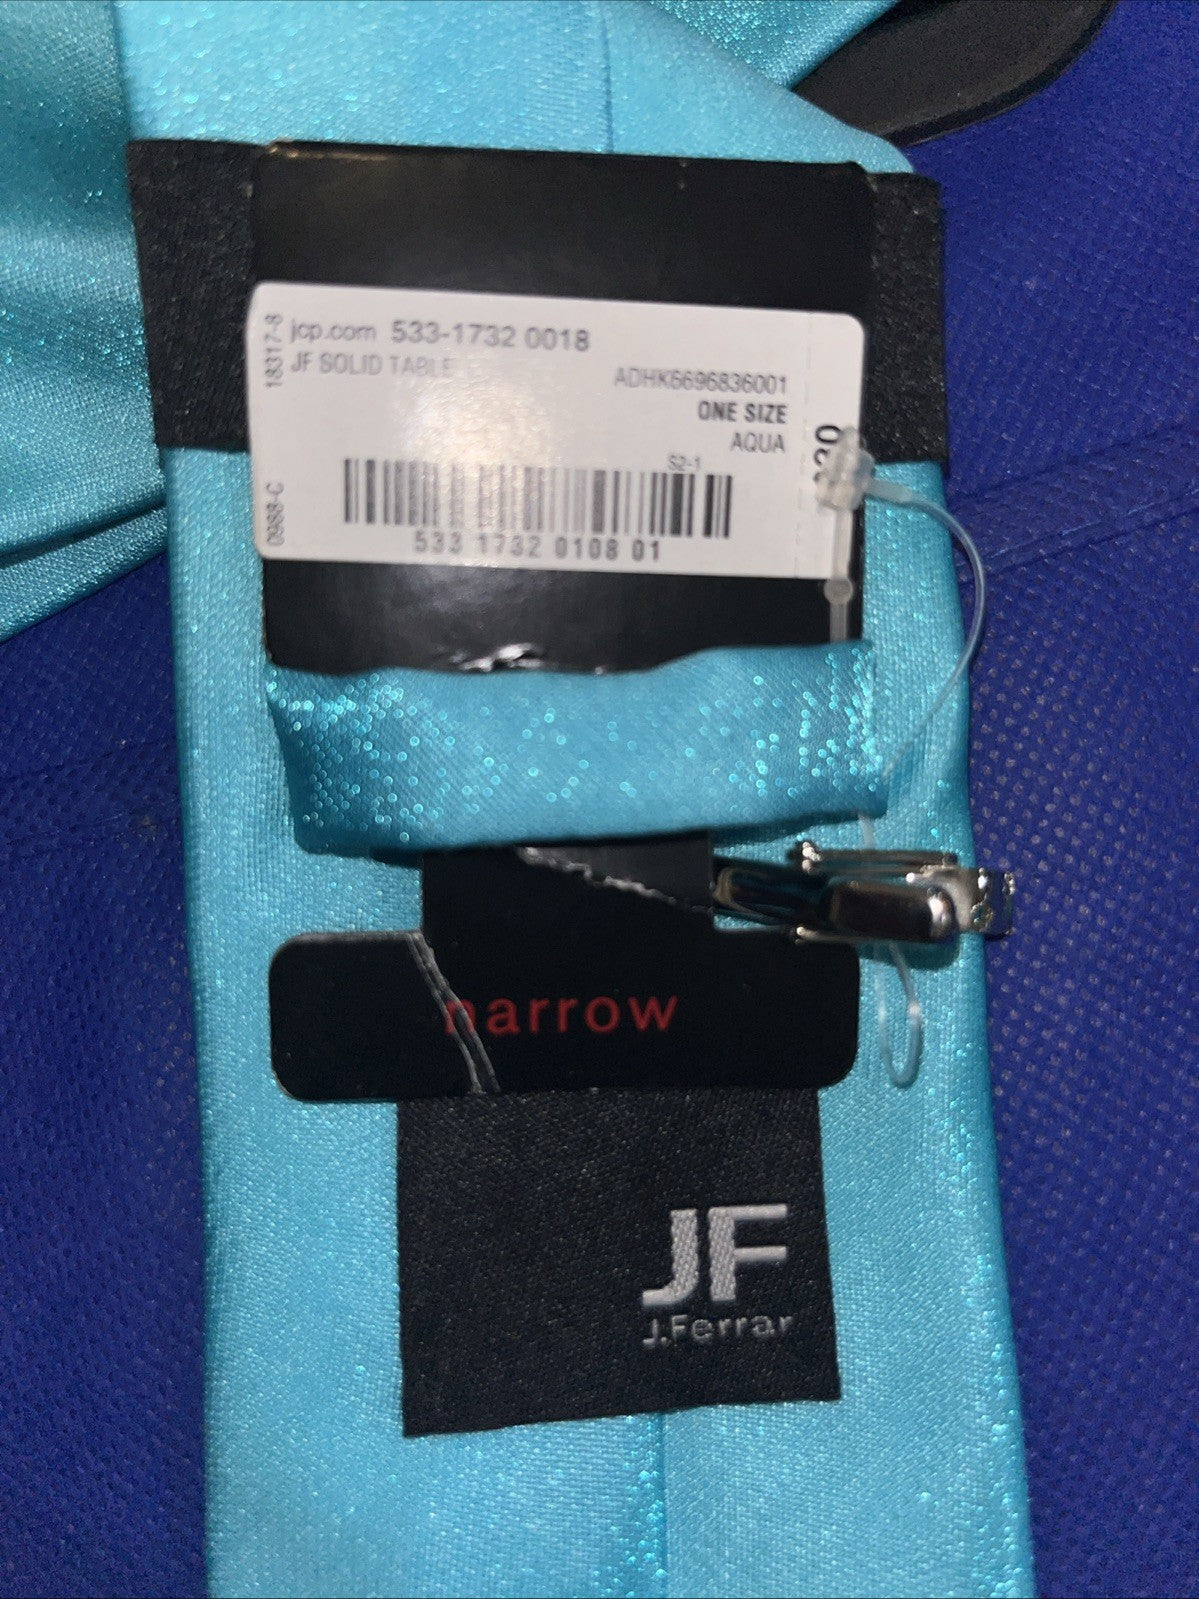 jcp.com 533-1732 0018
JF SOLID TABLE
ADHK6696836001
ONE SIZE
AQUA
S2-1
18317-8
0988-C
533 1732 0108 01
narrow
JF
J.Ferrar